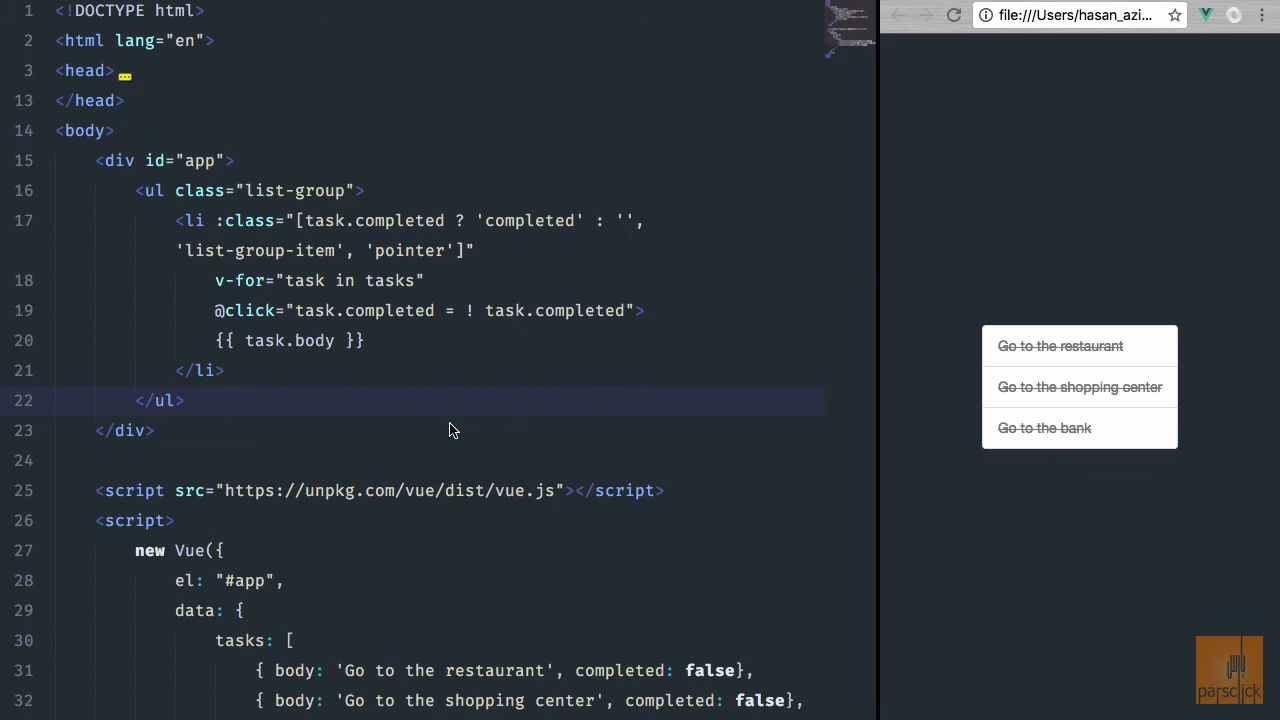 1 <!DOCTYPE html>
2 <html lang="en">
3 <head>
13 </head>
14 <body>
15 <div id="app">
16 <ul class="list-group">
17 <li :class="[task.completed ? 'completed' : '',
'list-group-item', 'pointer']"
18 v-for="task in tasks"
19 @click="task.completed = ! task.completed">
20 {{ task.body }}
21 </li>
22 </ul>
23 </div>
24
25 <script src="https://unpkg.com/vue/dist/vue.js"></script>
26 <script>
27 new Vue({
28 el: "#app",
29 data: {
30 tasks: [
31 { body: 'Go to the restaurant', completed: false},
32 { body: 'Go to the shopping center', completed: false},
file:///Users/hasan_azi...
Go to the restaurant
Go to the shopping center
Go to the bank
parsclick